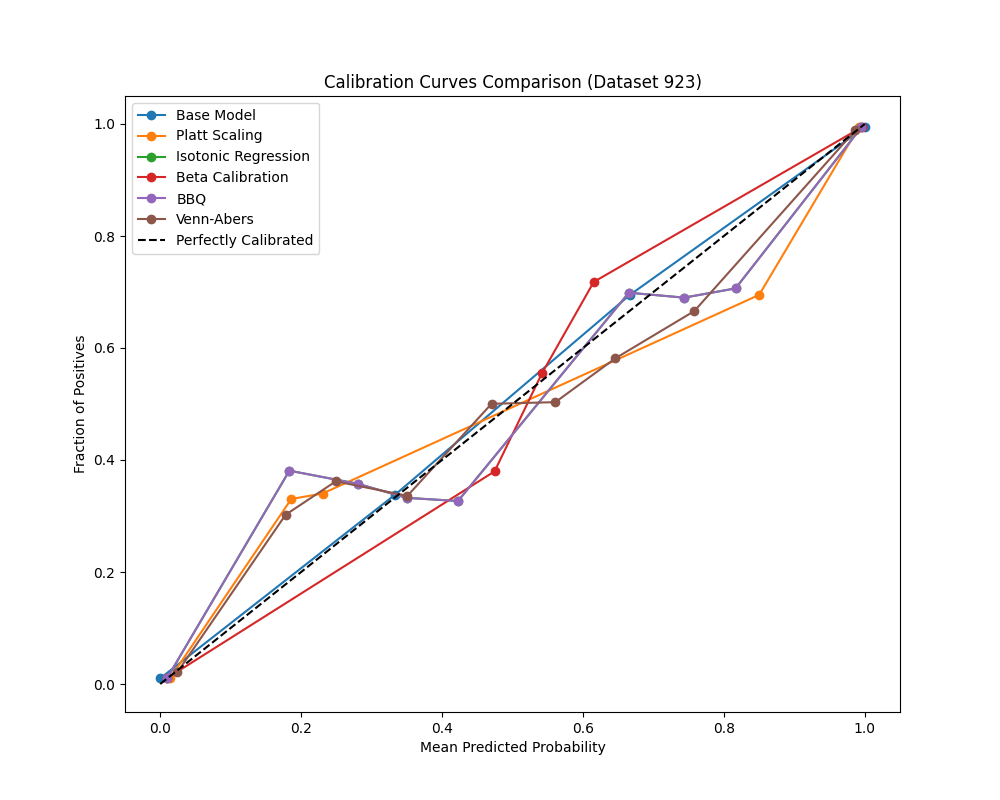 Calibration Curves Comparison (Dataset 923)
Base Model
Platt Scaling
Isotonic Regression
Beta Calibration
BBQ
Venn-Abers
Perfectly Calibrated
1.0
0.8
0.6
0.4
0.2
0.0
Fraction of Positives
0.0 0.2 0.4 0.6 0.8 1.0
Mean Predicted Probability